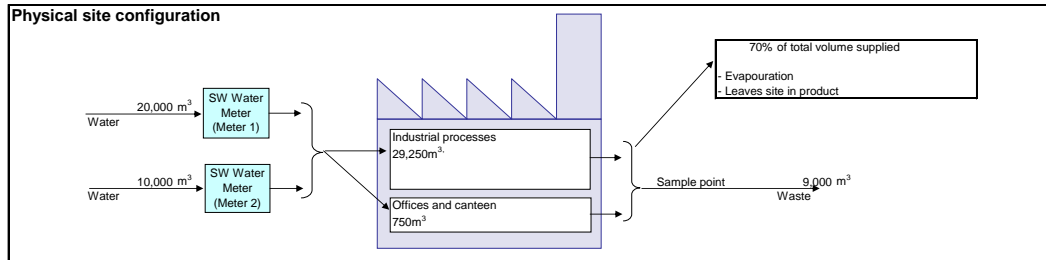 Physical site configuration
70% of total volume supplied
- Evapouration
- Leaves site in product
20,000 m³
Water
SW Water
Meter
(Meter 1)
Industrial processes
29,250m³·
10,000 m³
Water
SW Water
Meter
(Meter 2)
Offices and canteen
750m³
Sample point
9,000 m³
Waste